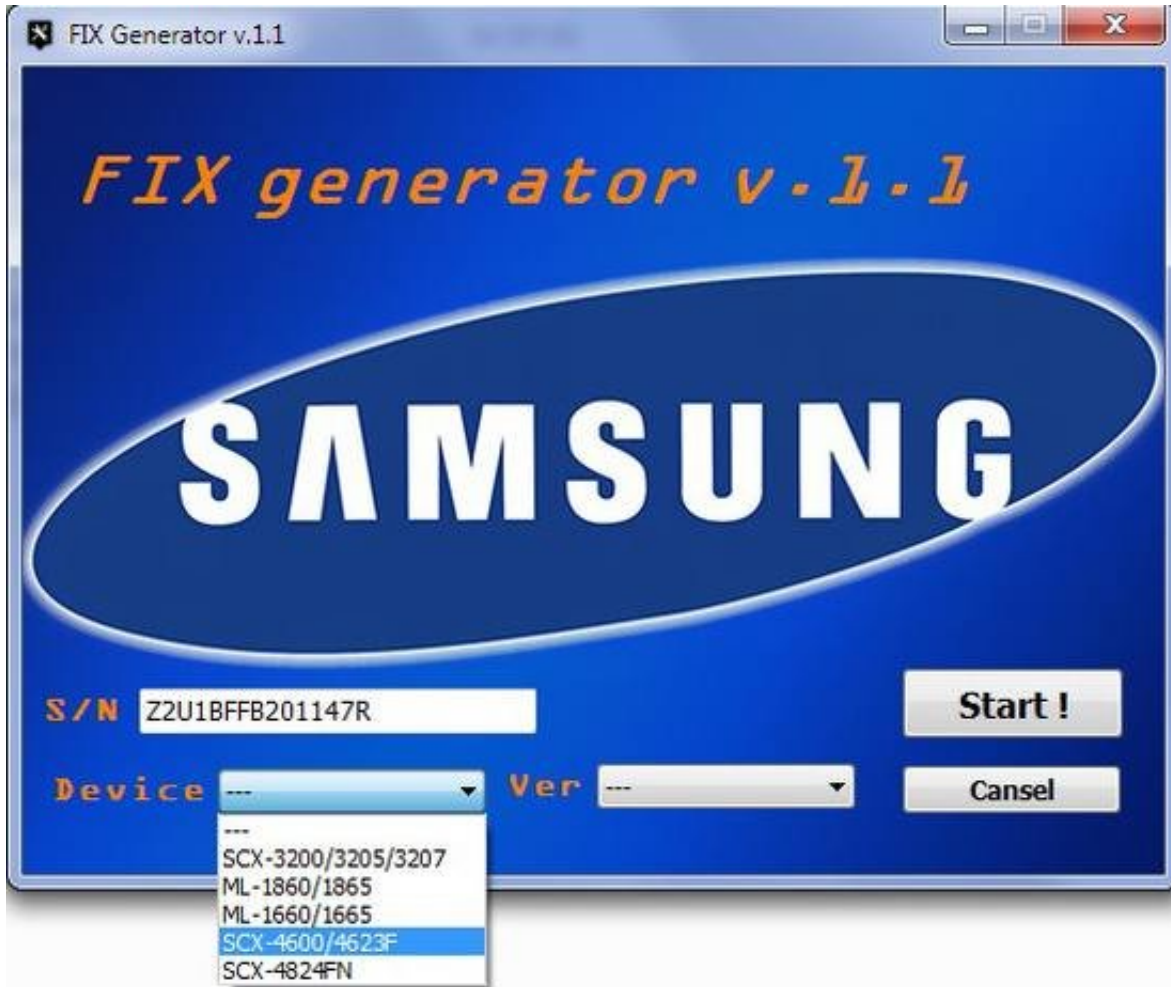 FIX Generator v.1.1
FIX generator v.1.1
SAMSUNG
S/N Z2U1BFFB201147R
Start !
Device --- Ver ---
Cansel
---
SCX-3200/3205/3207
ML-1860/1865
ML-1660/1665
SCX-4600/4623F
SCX-4824FN